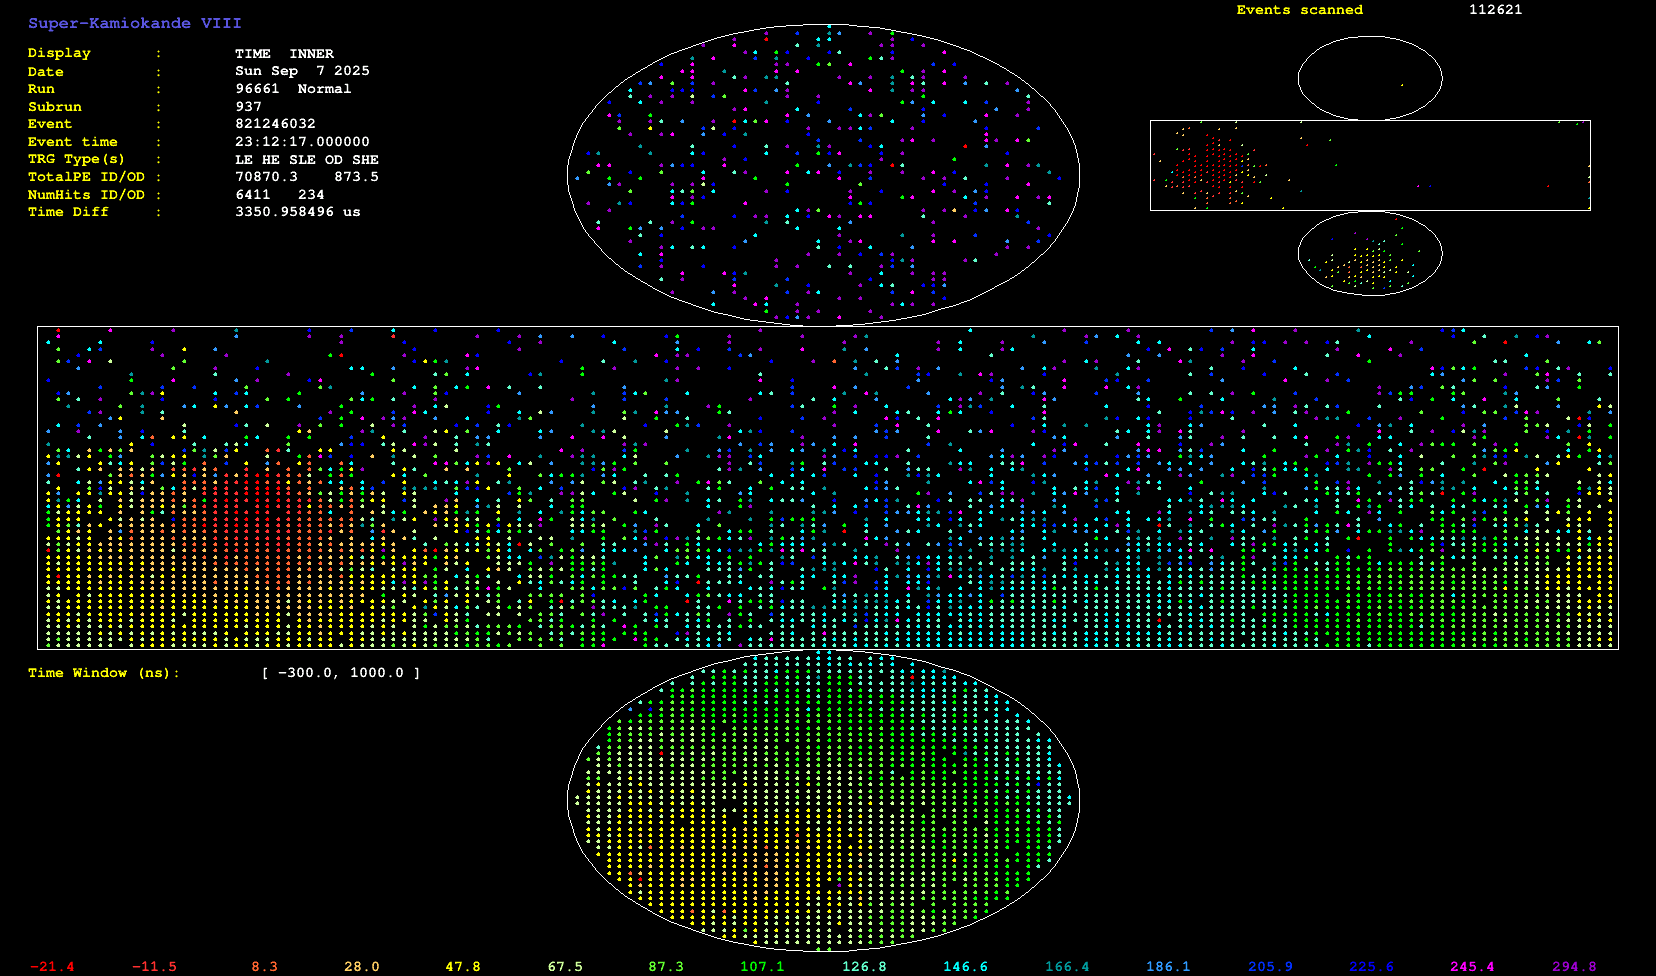 Super-Kamiokande VIII
Events scanned 112621
Display : TIME INNER
Date : Sun Sep 7 2025
Run : 96661 Normal
Subrun : 937
Event : 821246032
Event time : 23:12:17.000000
TRG Type(s) : LE HE SLE OD SHE
TotalPE ID/OD : 70870.3 873.5
NumHits ID/OD : 6411 234
Time Diff : 3350.958496 us
Time Window (ns): [ -300.0, 1000.0 ]
-21.4 -11.5 8.3 28.0 47.8 67.5 87.3 107.1 126.8 146.6 166.4 186.1 205.9 225.6 245.4 294.8